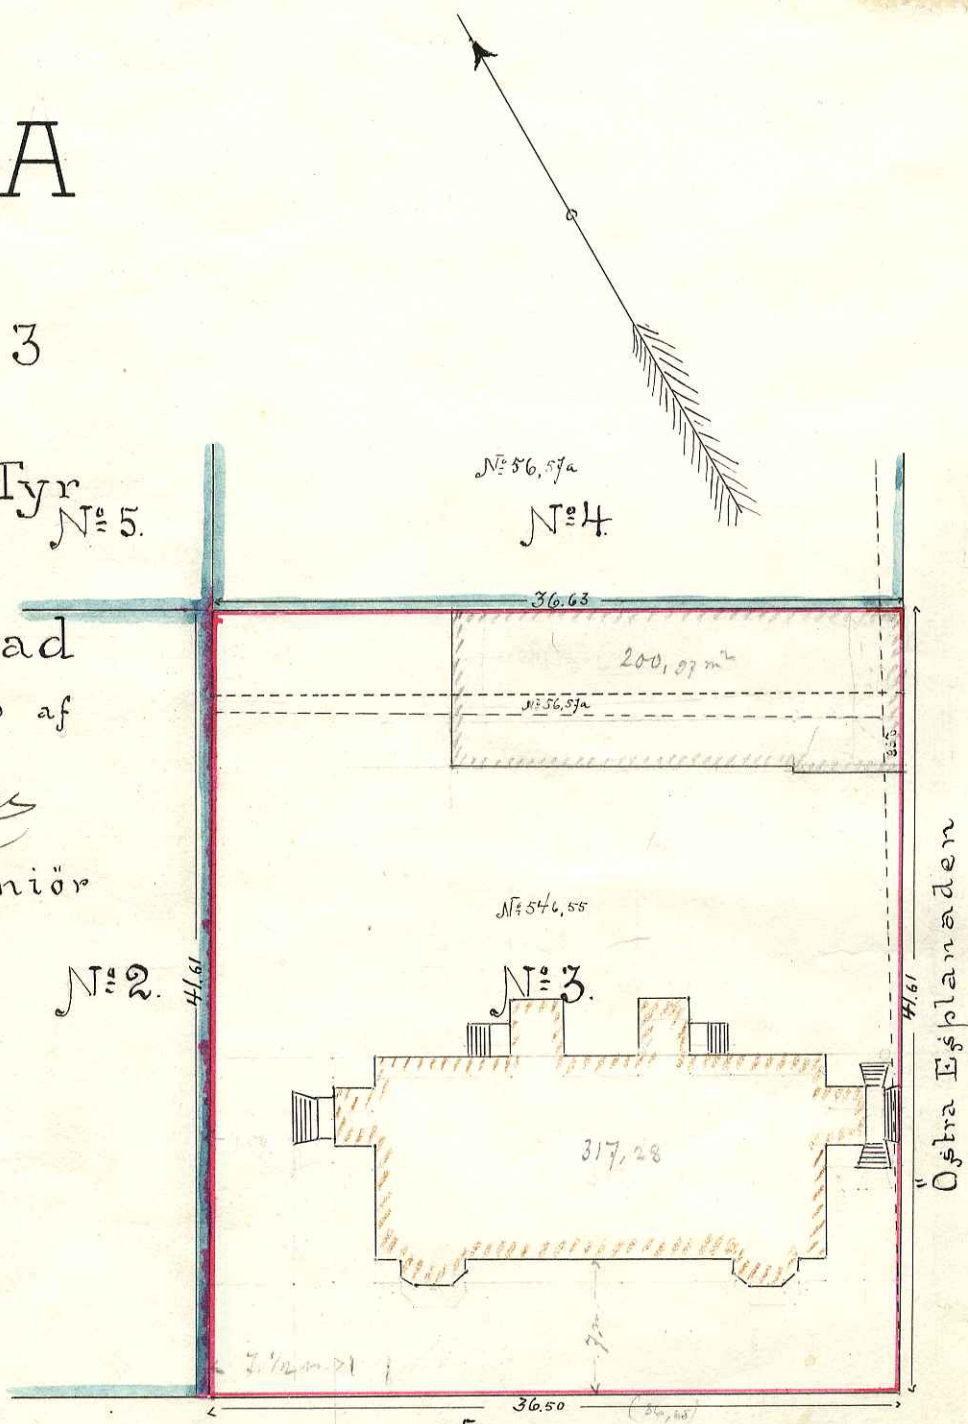 A
3
Tyr
№ 5.
№ 56, 57a
№ 4.
36.63
ad
af
200,97 m²
№ 56,57a
niör
№ 546,55
№ 2.
41.61
№ 3.
41.61
Östra Esplanaden
317,28
7 m
36.50